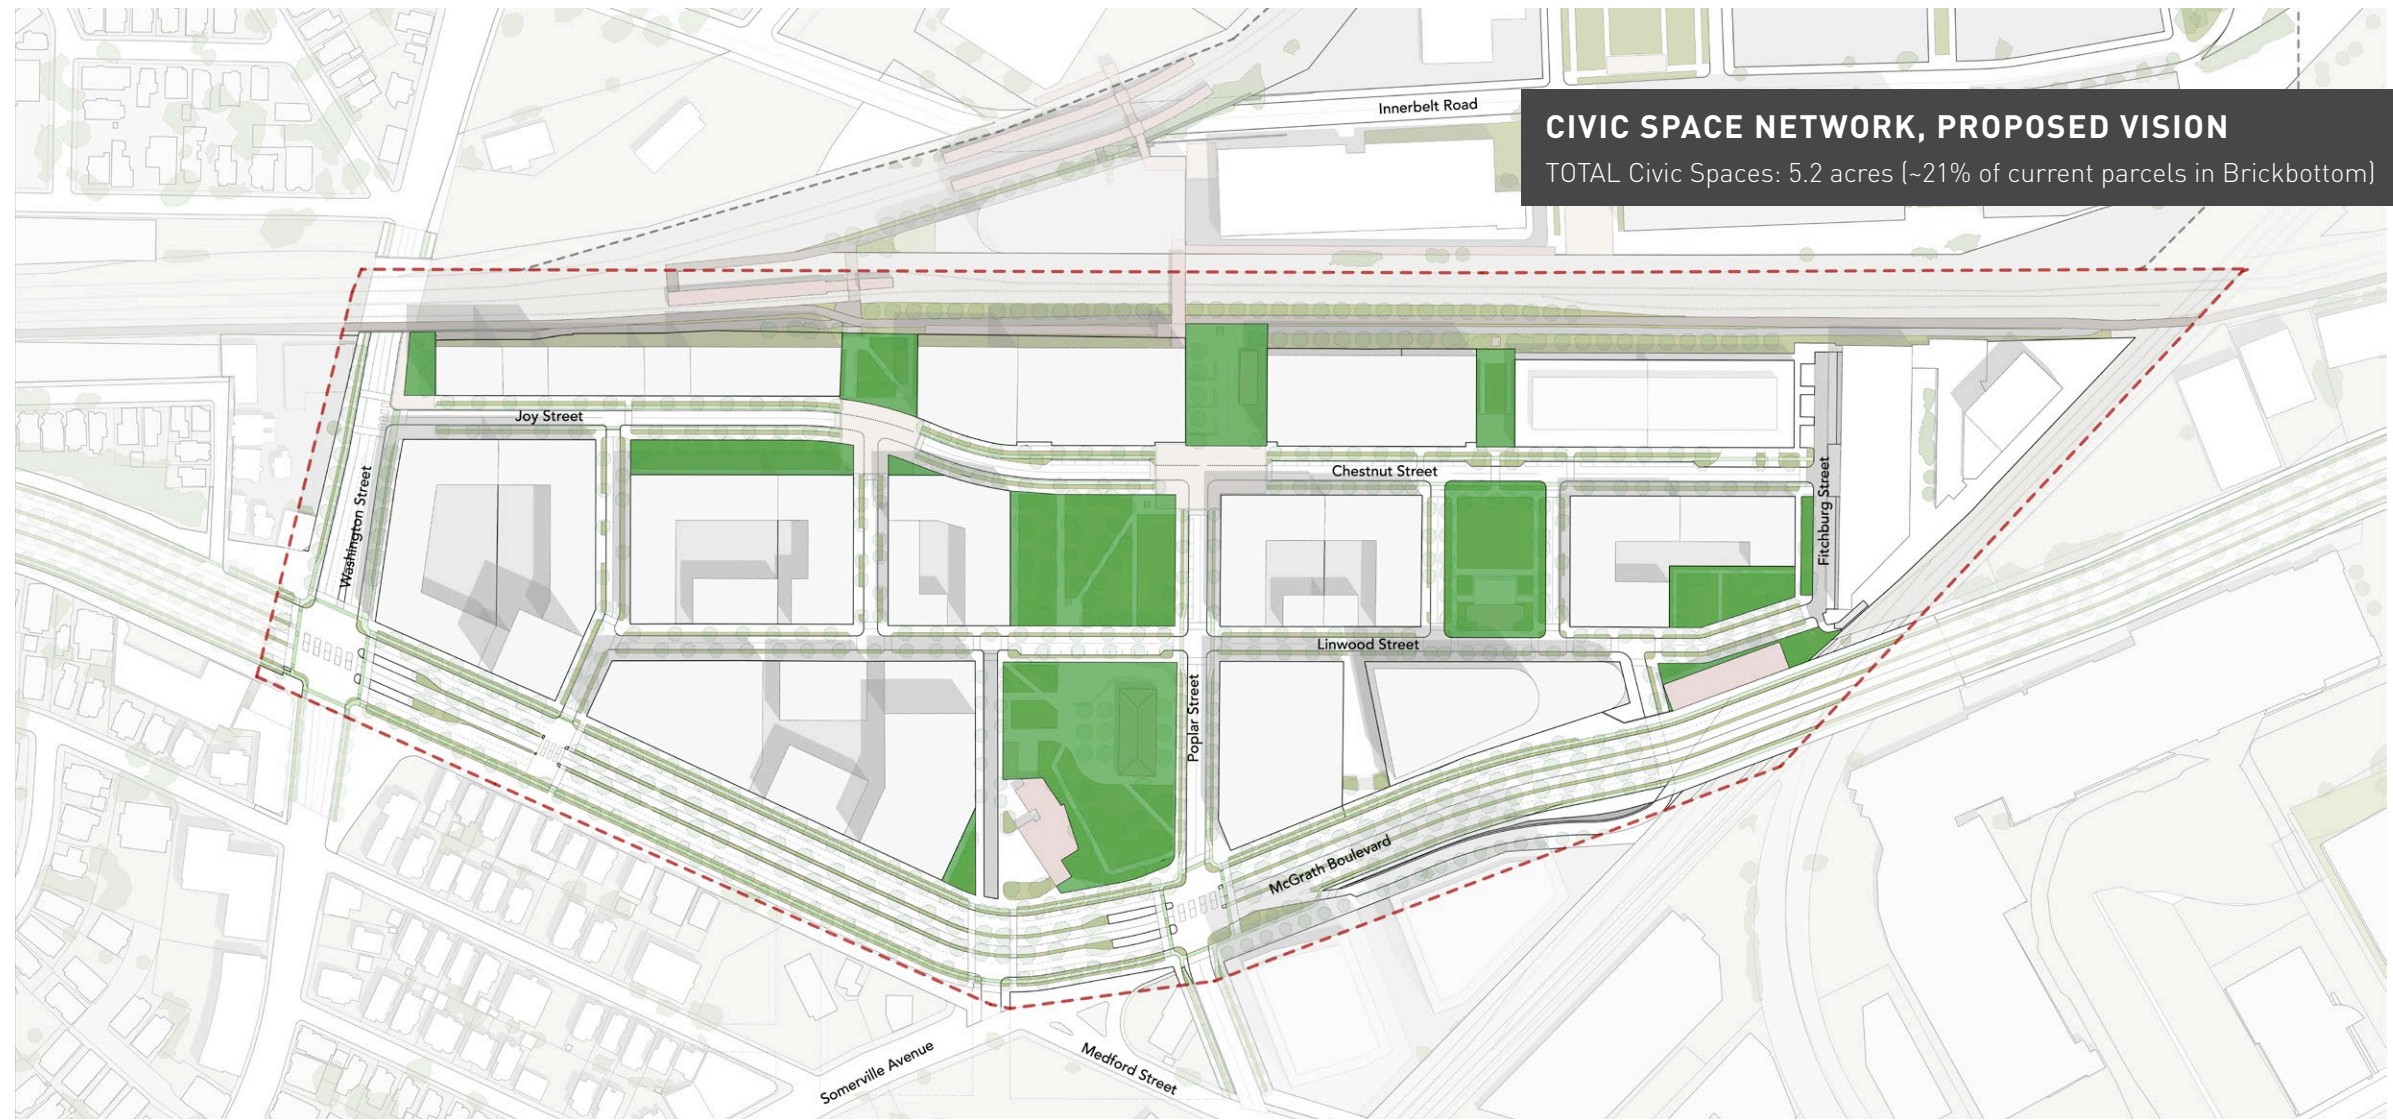 Innerbelt Road
CIVIC SPACE NETWORK, PROPOSED VISION
TOTAL Civic Spaces: 5.2 acres (~21% of current parcels in Brickbottom)
Joy Street
Chestnut Street
Washington Street
Fitchburg Street
Linwood Street
Poplar Street
McGrath Boulevard
Somerville Avenue
Medford Street